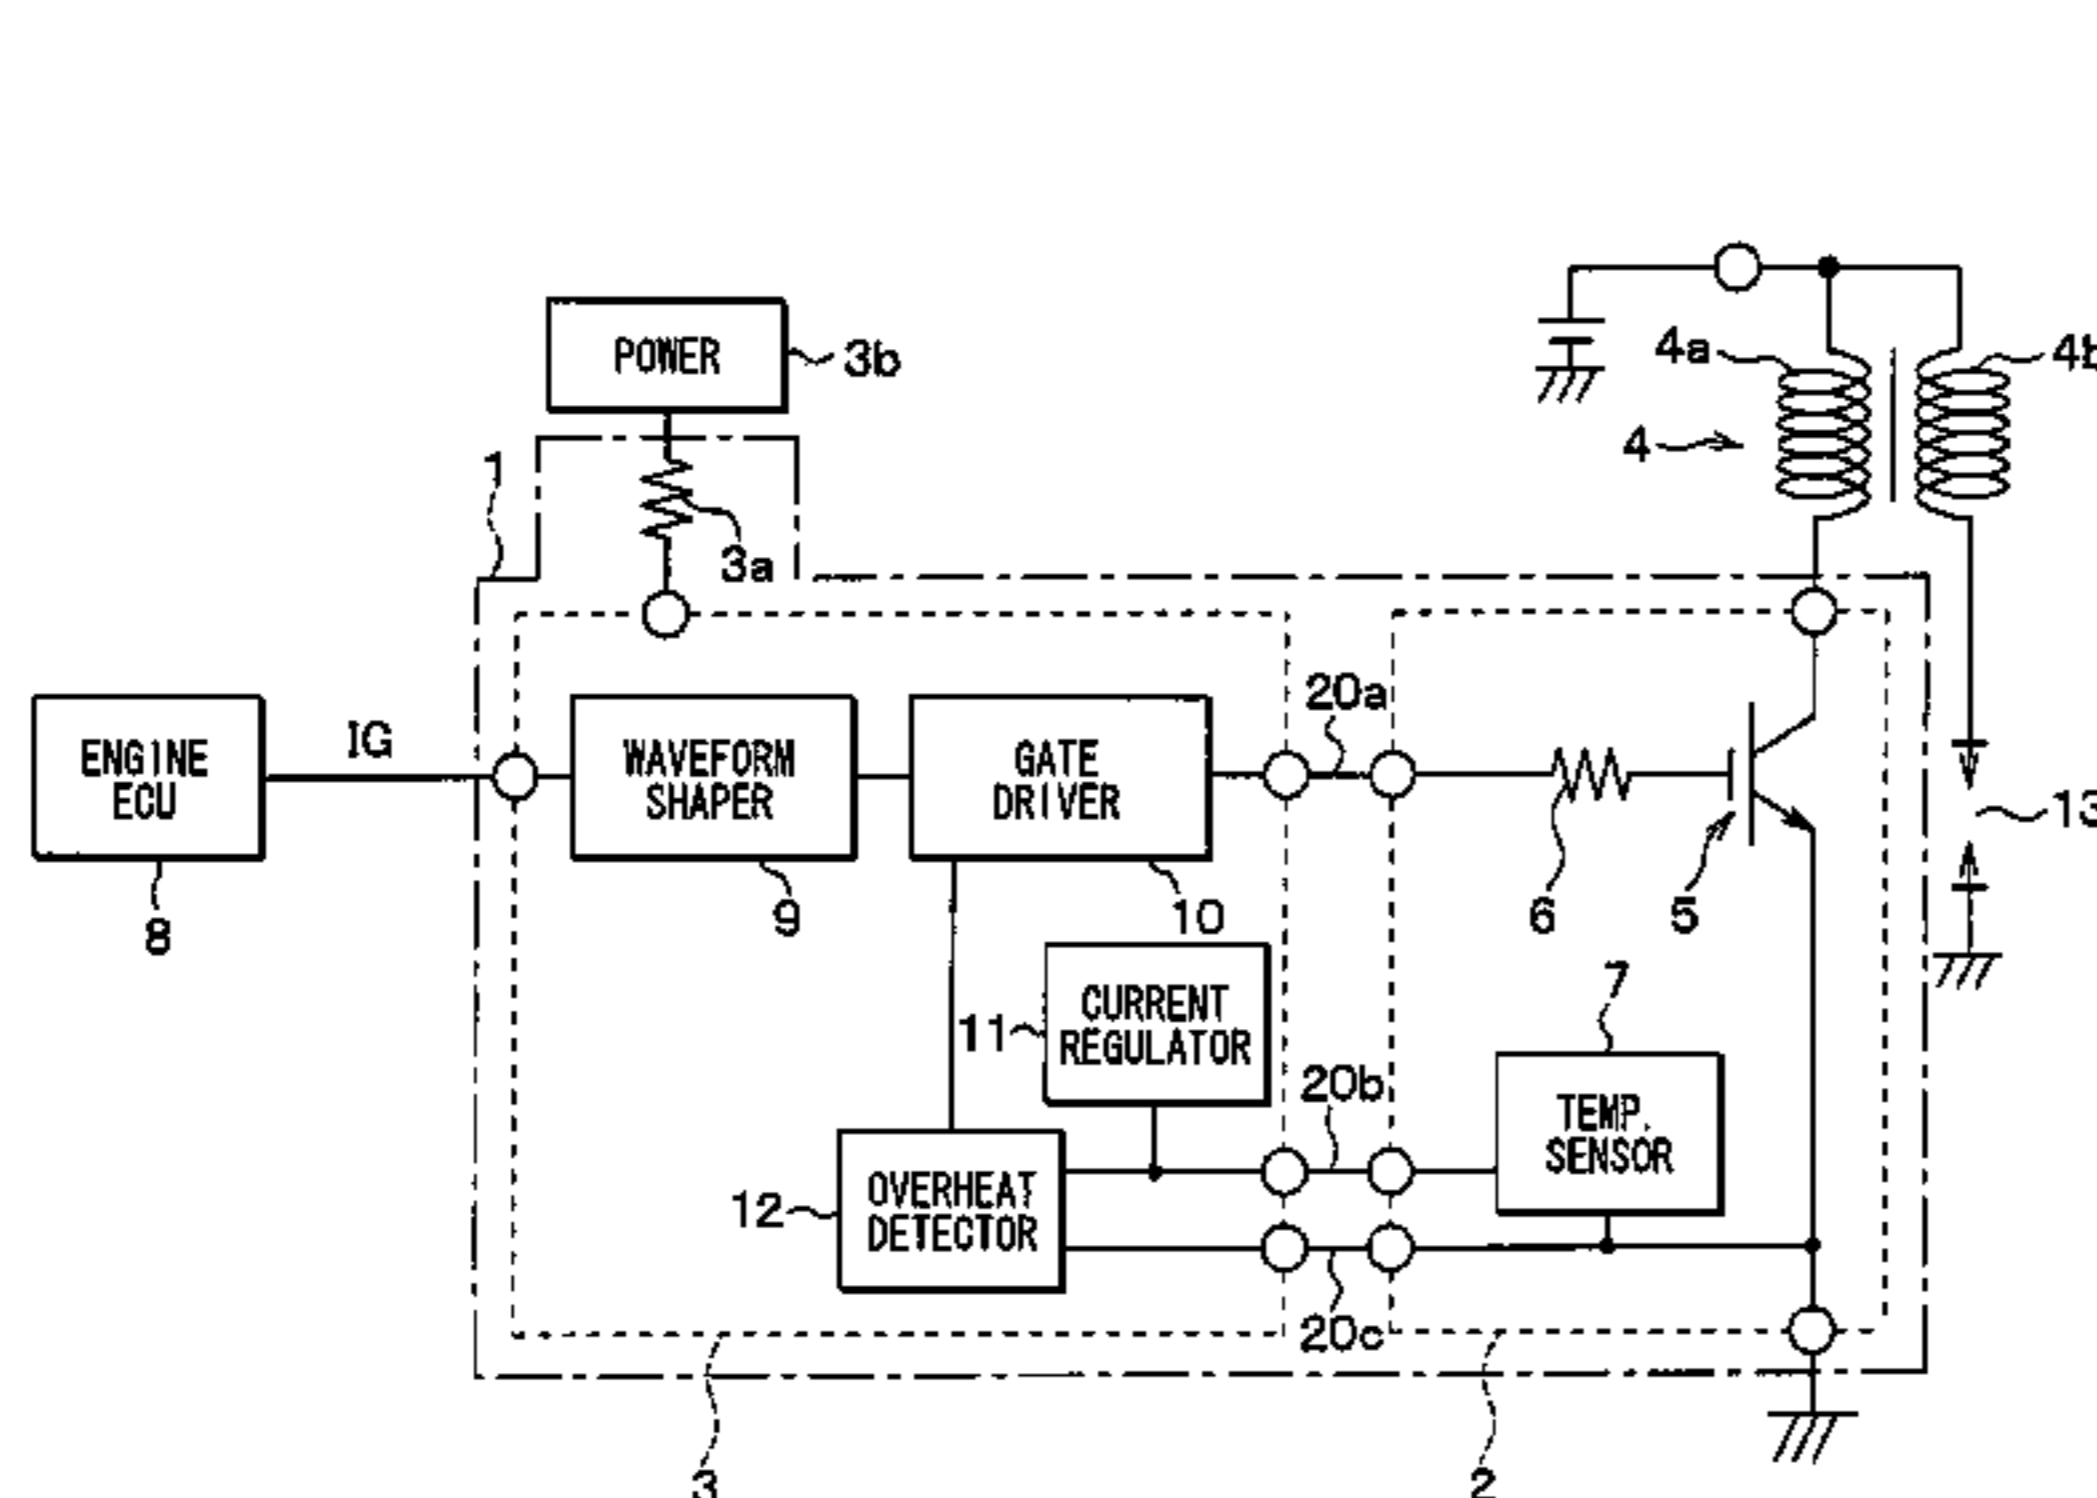 POWER
3b
4a
4b
4
1
3a
ENGINE
ECU
IG
WAVEFORM
SHAPER
GATE
DRIVER
20a
13
8
9
10
6
5
7
11
CURRENT
REGULATOR
20b
TEMP.
SENSOR
12
OVERHEAT
DETECTOR
20c
3
2